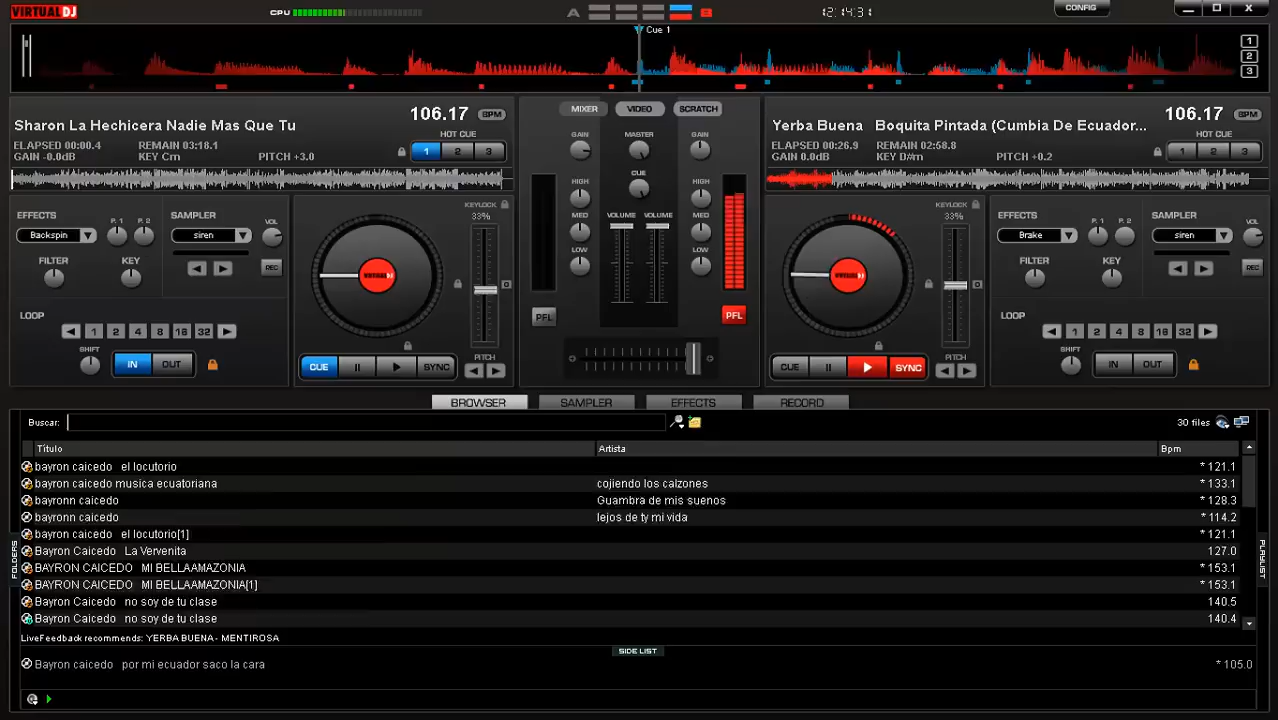 VIRTUAL DJ
CPU
A
B
12:14:31
CONFIG
Cue 1
1
2
3
106.17 BPM
Sharon La Hechicera Nadie Mas Que Tu
HOT CUE
ELAPSED 00:00.4 REMAIN 03:18.1
GAIN -0.0dB KEY Cm PITCH +3.0
1 2 3
MIXER VIDEO SCRATCH
GAIN MASTER GAIN
CUE
HIGH HIGH
MED VOLUME VOLUME MED
LOW LOW
PFL PFL
106.17 BPM
Yerba Buena Boquita Pintada (Cumbia De Ecuador...
HOT CUE
ELAPSED 00:26.9 REMAIN 02:58.8
GAIN 0.0dB KEY D#m PITCH +0.2
1 2 3
EFFECTS P. 1 P. 2 SAMPLER VOL
Backspin siren
FILTER KEY REC
LOOP
1 2 4 8 16 32
SHIFT IN OUT
KEYLOCK
33%
VIRTUAL DJ
CUE SYNC
PITCH
KEYLOCK
33%
VIRTUAL DJ
CUE SYNC
PITCH
EFFECTS P. 1 P. 2 SAMPLER VOL
Brake siren
FILTER KEY REC
LOOP
1 2 4 8 16 32
SHIFT IN OUT
BROWSER SAMPLER EFFECTS RECORD
Buscar: 30 files
Título Artista Bpm
bayron caicedo el locutorio * 121.1
bayron caicedo musica ecuatoriana cojiendo los calzones * 133.1
bayronn caicedo Guambra de mis suenos * 128.3
bayronn caicedo lejos de ty mi vida * 114.2
bayron caicedo el locutorio[1] * 121.1
Bayron Caicedo La Vervenita 127.0
BAYRON CAICEDO MI BELLAAMAZONIA * 153.1
BAYRON CAICEDO MI BELLAAMAZONIA[1] * 153.1
Bayron Caicedo no soy de tu clase 140.5
Bayron Caicedo no soy de tu clase 140.4
FOLDERS
PLAYLIST
LiveFeedback recommends: YERBA BUENA - MENTIROSA
SIDE LIST
Bayron caicedo por mi ecuador saco la cara * 105.0